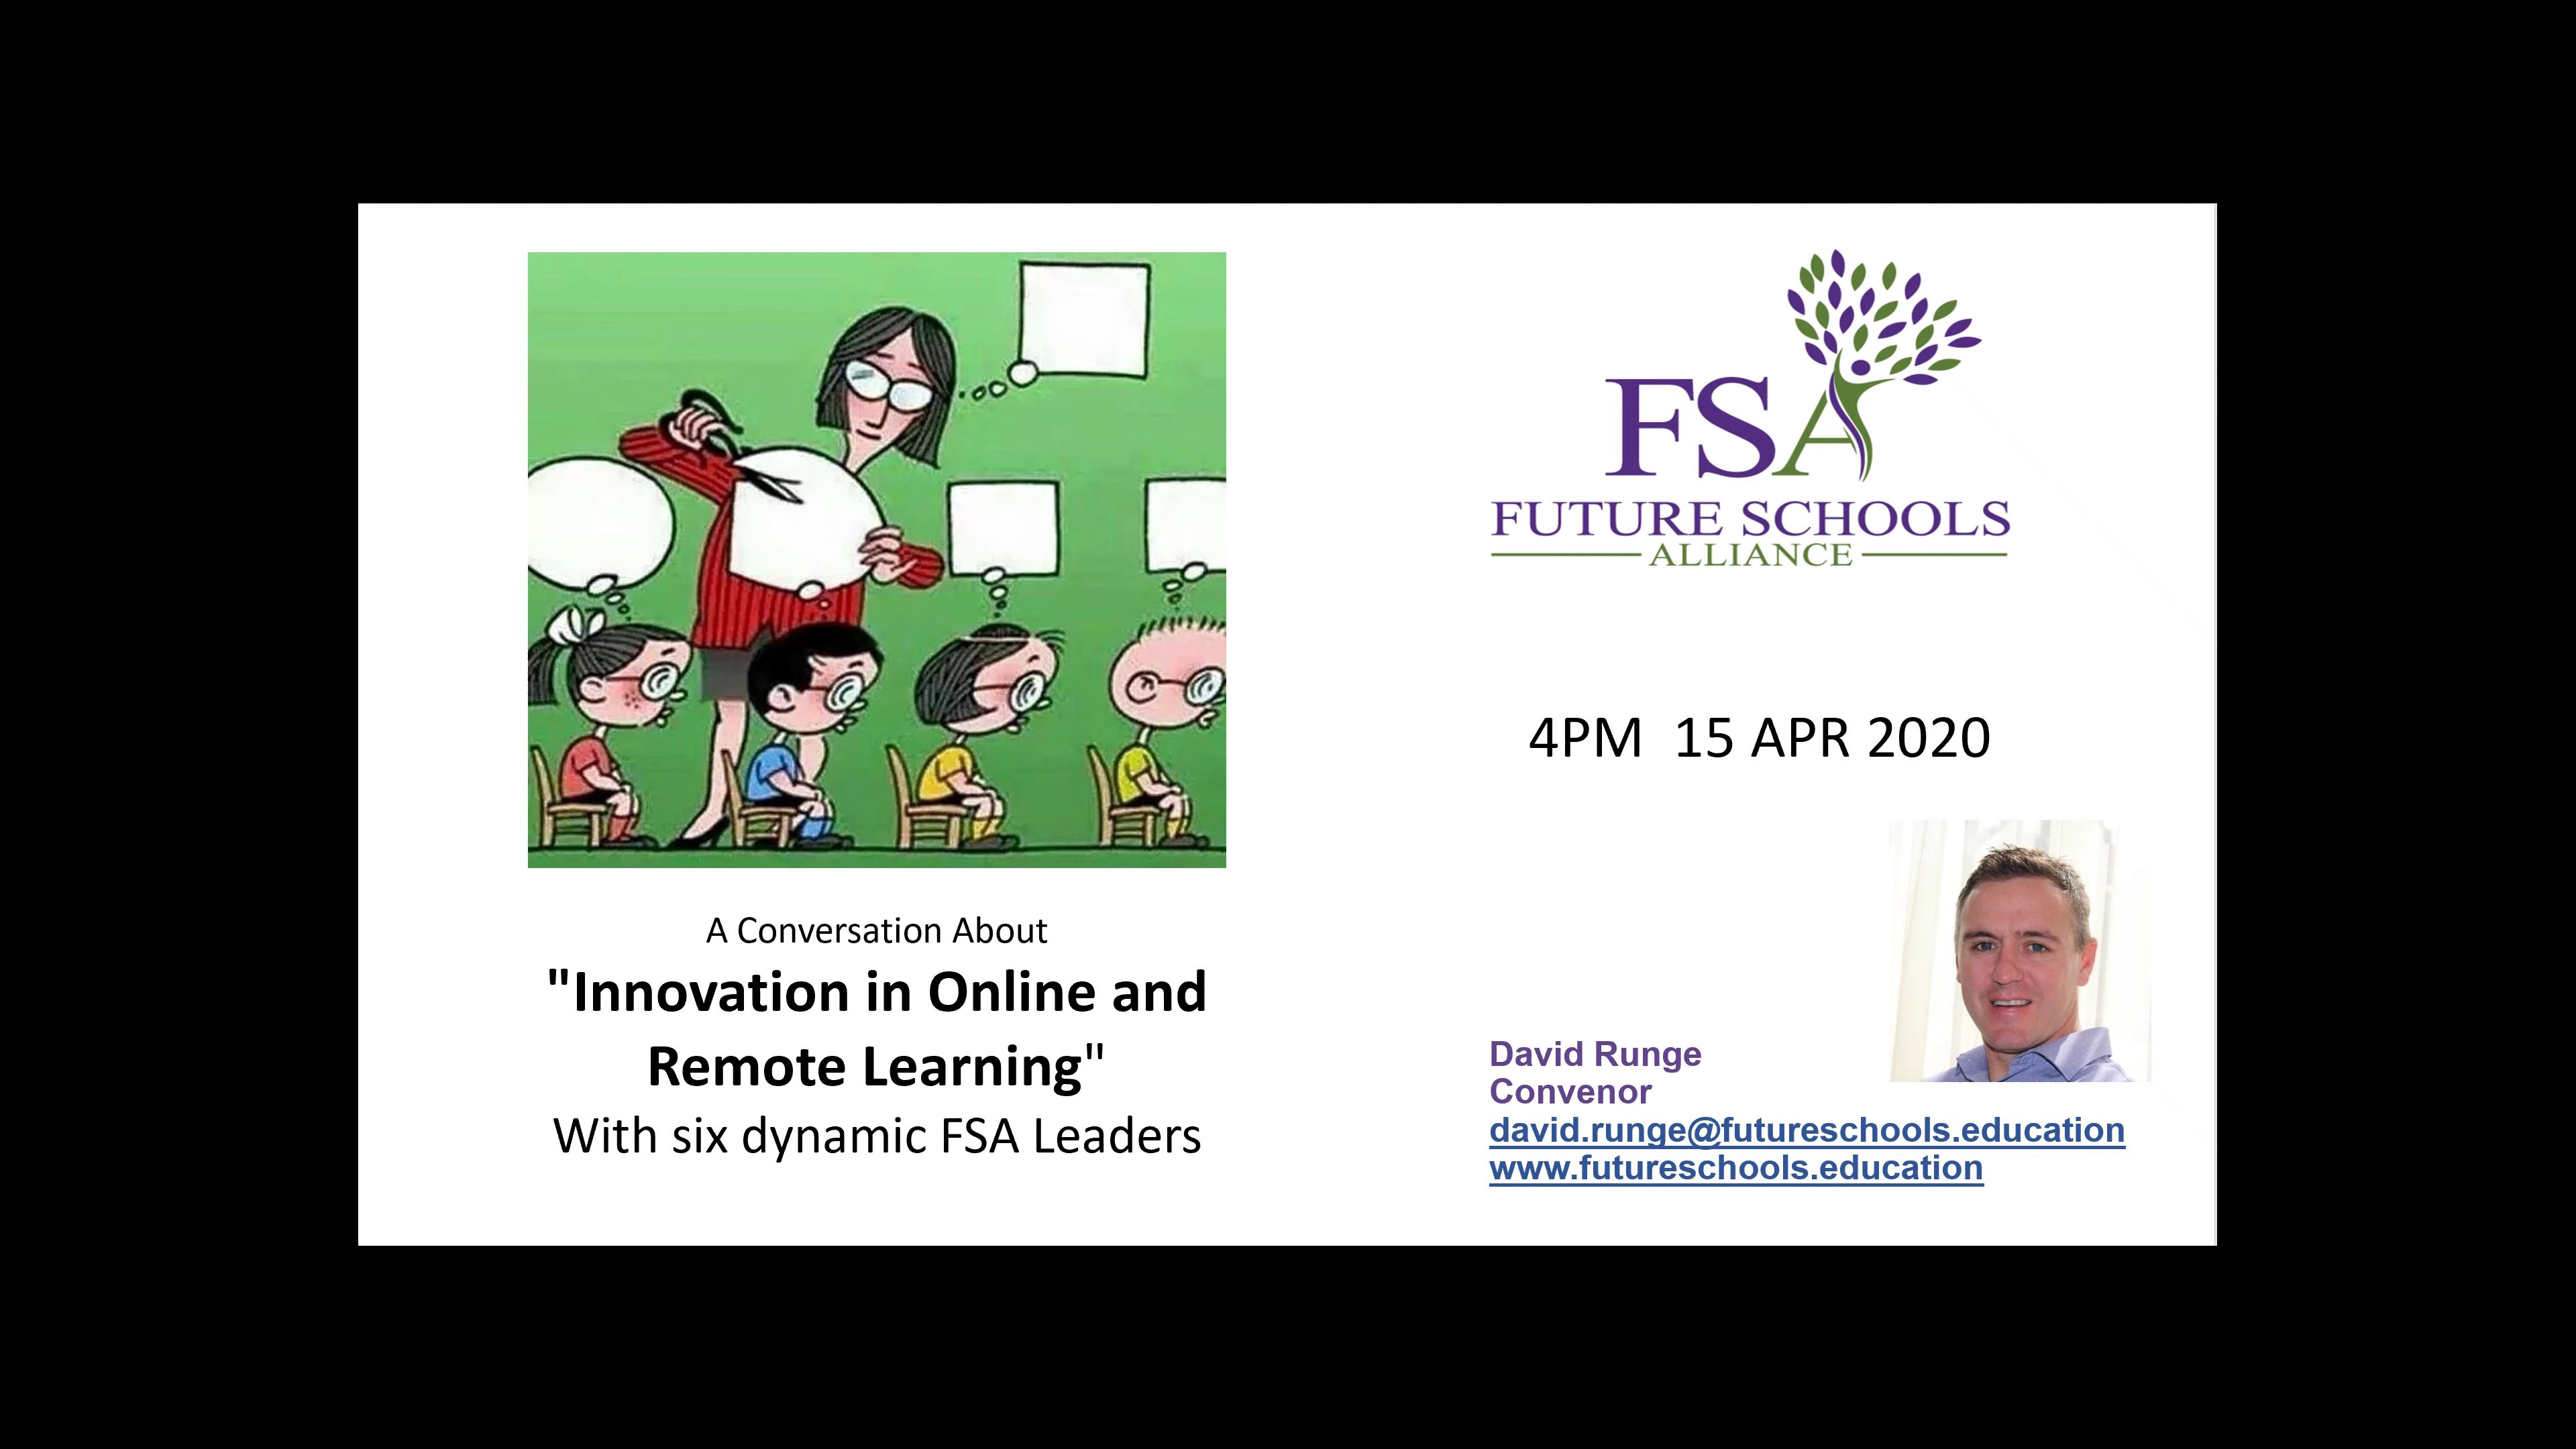 A Conversation About
"Innovation in Online and
Remote Learning"
With six dynamic FSA Leaders
FSA
FUTURE SCHOOLS
ALLIANCE
4PM 15 APR 2020
David Runge
Convenor
david.runge@futureschools.education
www.futureschools.education